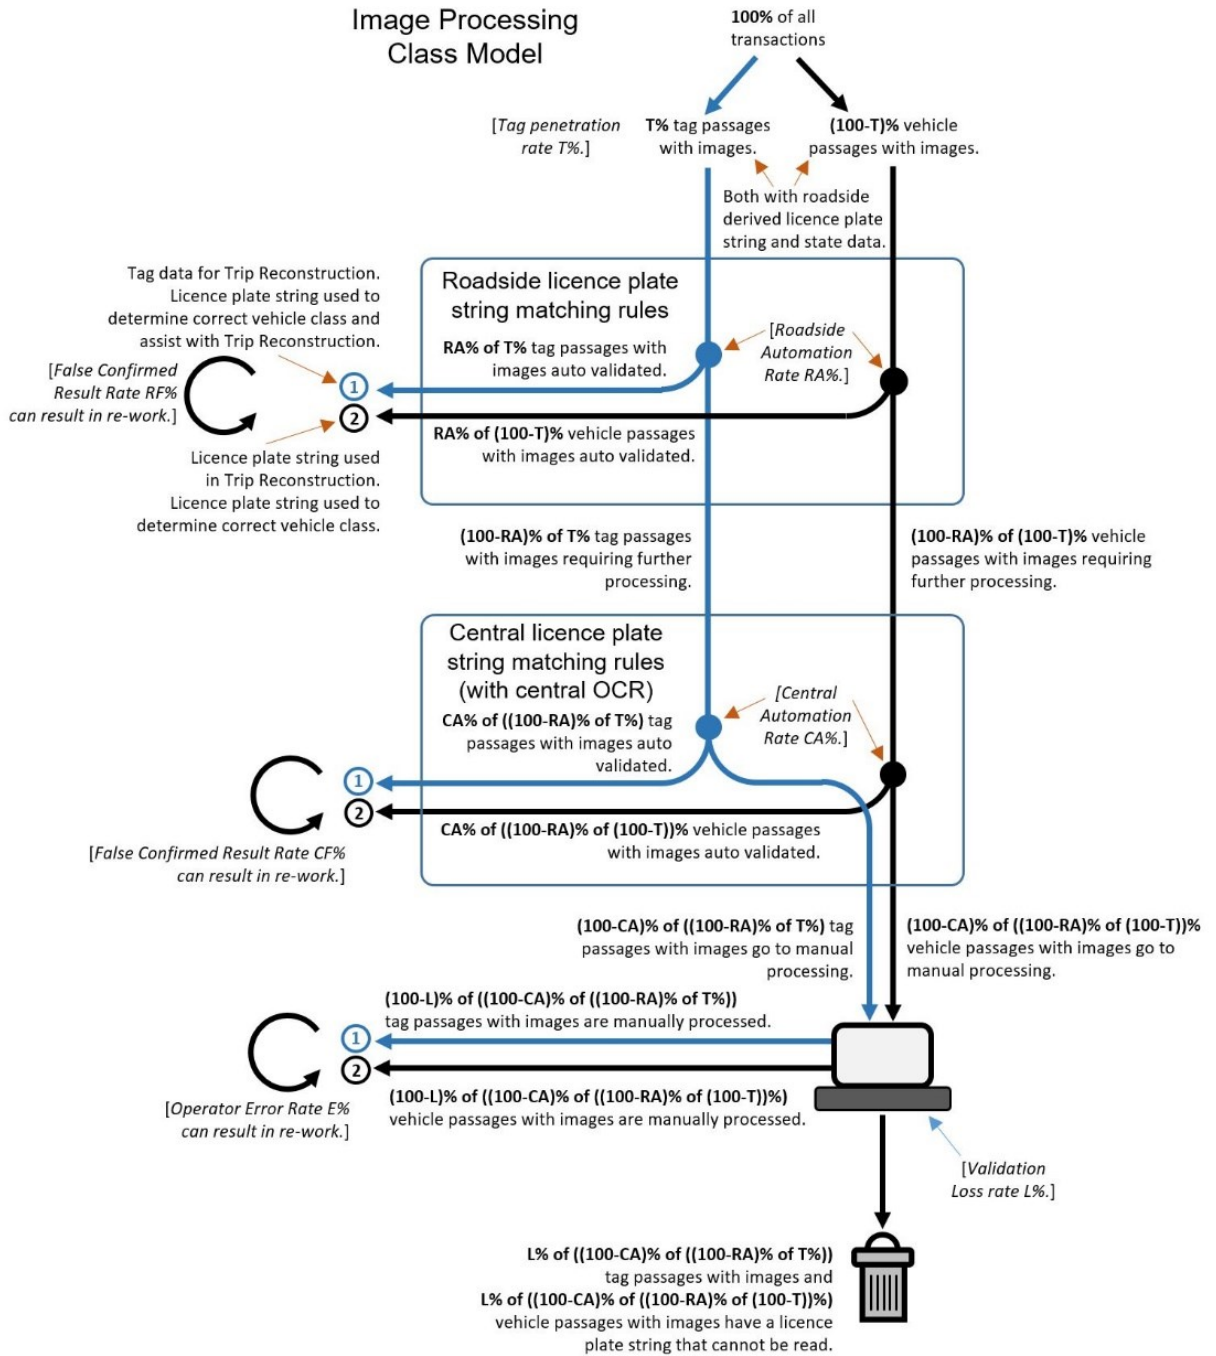 Image Processing
Class Model
100% of all
transactions
[Tag penetration
rate T%.]
T% tag passages
with images.
(100-T)% vehicle
passages with images.
Both with roadside
derived licence plate
string and state data.
Tag data for Trip Reconstruction.
Licence plate string used to
determine correct vehicle class and
assist with Trip Reconstruction.
Roadside licence plate
string matching rules
RA% of T% tag passages with
images auto validated.
[Roadside
Automation
Rate RA%.]
[False Confirmed
Result Rate RF%
can result in re-work.]
1
2
RA% of (100-T)% vehicle passages
with images auto validated.
Licence plate string used
in Trip Reconstruction.
Licence plate string used to
determine correct vehicle class.
(100-RA)% of T% tag passages
with images requiring further
processing.
(100-RA)% of (100-T)% vehicle
passages with images requiring
further processing.
Central licence plate
string matching rules
(with central OCR)
CA% of ((100-RA)% of T%) tag
passages with images auto
validated.
[Central
Automation
Rate CA%.]
1
2
CA% of ((100-RA)% of (100-T))% vehicle passages
with images auto validated.
[False Confirmed Result Rate CF%
can result in re-work.]
(100-CA)% of ((100-RA)% of T%) tag
passages with images go to manual
processing.
(100-CA)% of ((100-RA)% of (100-T))%
vehicle passages with images go to
manual processing.
(100-L)% of ((100-CA)% of ((100-RA)% of T%))
tag passages with images are manually processed.
1
2
(100-L)% of ((100-CA)% of ((100-RA)% of (100-T))%)
vehicle passages with images are manually processed.
[Operator Error Rate E%
can result in re-work.]
[Validation
Loss rate L%.]
L% of ((100-CA)% of ((100-RA)% of T%))
tag passages with images and
L% of ((100-CA)% of ((100-RA)% of (100-T))%)
vehicle passages with images have a licence
plate string that cannot be read.